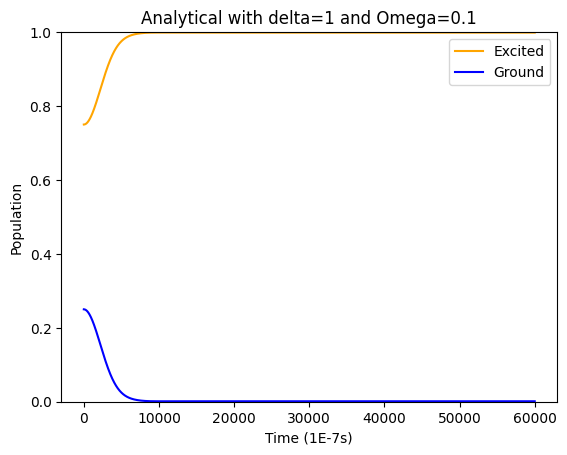 Analytical with delta=1 and Omega=0.1
1.0
0.8
0.6
0.4
0.2
0.0
Population
Excited
Ground
0
10000
20000
30000
40000
50000
60000
Time (1E-7s)